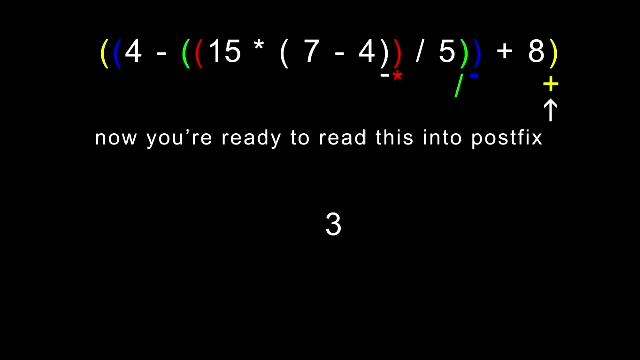 ((4 - ((15 * ( 7 - 4)) / 5)) + 8)
- * / - +
↑
now you're ready to read this into postfix
3